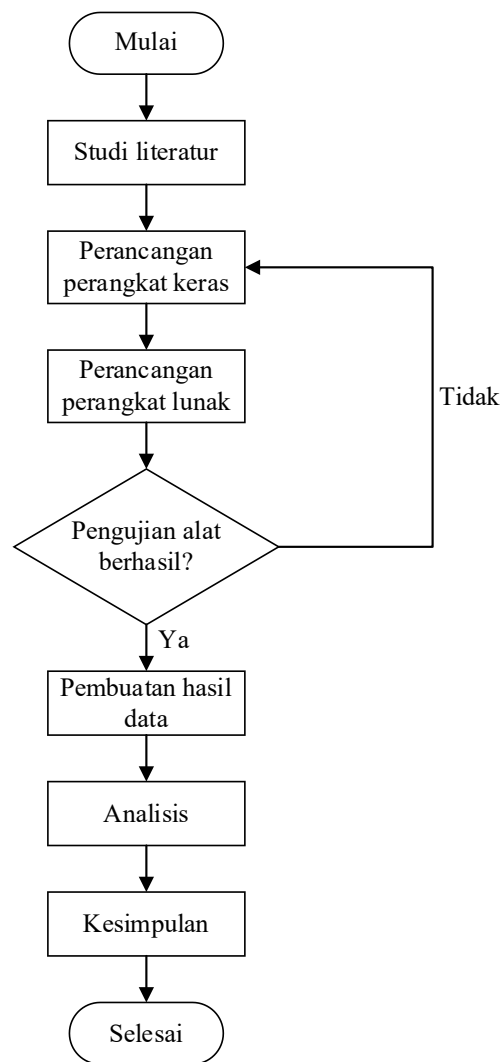 Mulai
Studi literatur
Perancangan
perangkat keras
Perancangan
perangkat lunak
Tidak
Pengujian alat
berhasil?
Ya
Pembuatan hasil
data
Analisis
Kesimpulan
Selesai